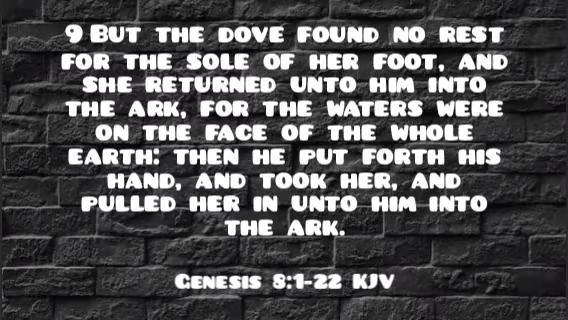 9 But the dove found no rest
for the sole of her foot, and
she returned unto him into
the ark, for the waters were
on the face of the whole
earth: then he put forth his
hand, and took her, and
pulled her in unto him into
the ark.
Genesis 8:1-22 KJV